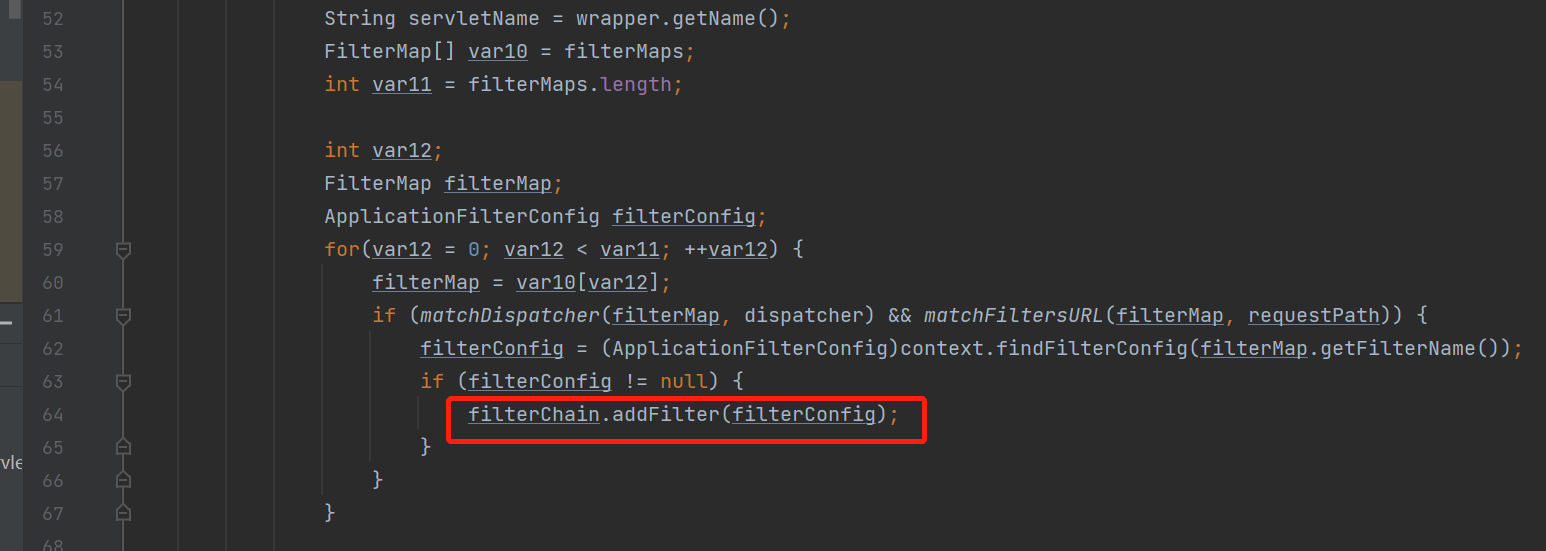 52 String servletName = wrapper.getName();
53 FilterMap[] var10 = filterMaps;
54 int var11 = filterMaps.length;
55
56 int var12;
57 FilterMap filterMap;
58 ApplicationFilterConfig filterConfig;
59 for(var12 = 0; var12 < var11; ++var12) {
60 filterMap = var10[var12];
61 if (matchDispatcher(filterMap, dispatcher) && matchFiltersURL(filterMap, requestPath)) {
62 filterConfig = (ApplicationFilterConfig)context.findFilterConfig(filterMap.getFilterName());
63 if (filterConfig != null) {
64 filterChain.addFilter(filterConfig);
65 }
vle
66 }
67 }
68